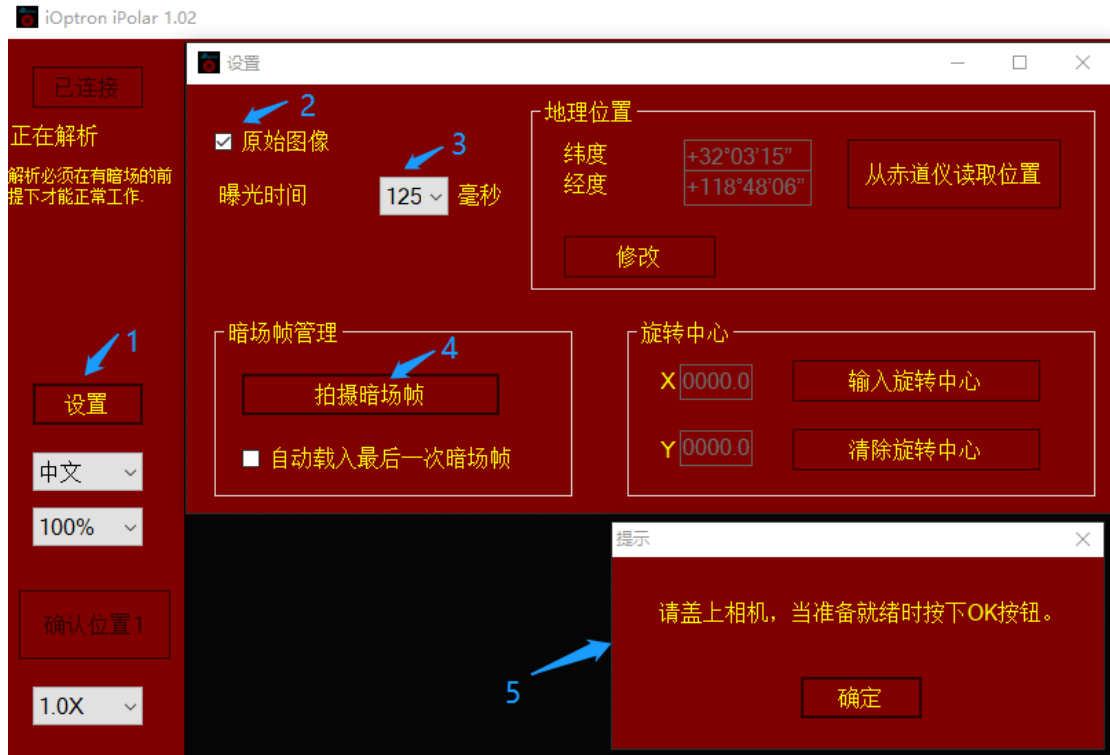 iOptron iPolar 1.02
已连接
正在解析
解析必须在有暗场的前
提下才能正常工作.
1
设置
中文
100%
确认位置1
1.0X
设置
2
原始图像
3
曝光时间
125
毫秒
地理位置
纬度
+32°03'15"
经度
+118°48'06"
从赤道仪读取位置
修改
暗场帧管理
4
拍摄暗场帧
自动载入最后一次暗场帧
旋转中心
X
0000.0
输入旋转中心
Y
0000.0
清除旋转中心
提示
请盖上相机，当准备就绪时按下OK按钮。
5
确定